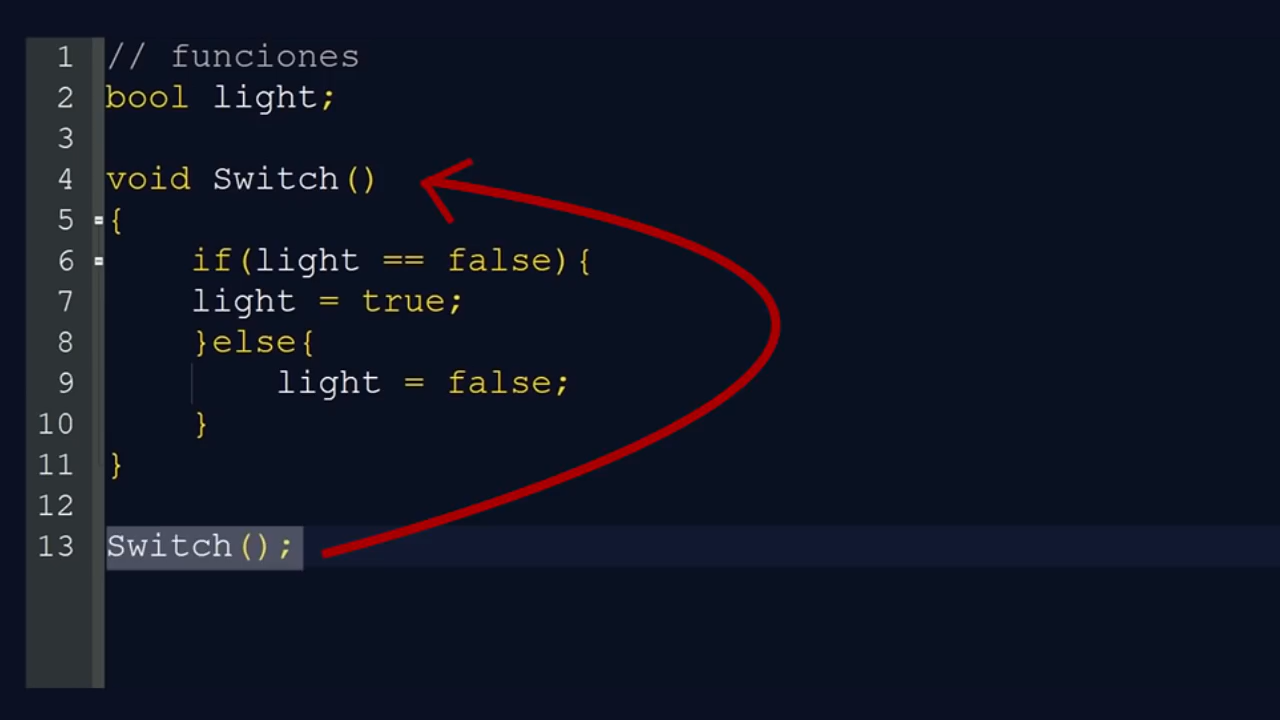 1 // funciones
2 bool light;
3
4 void Switch()
5 {
6 if(light == false){
7 light = true;
8 }else{
9 light = false;
10 }
11 }
12
13 Switch();